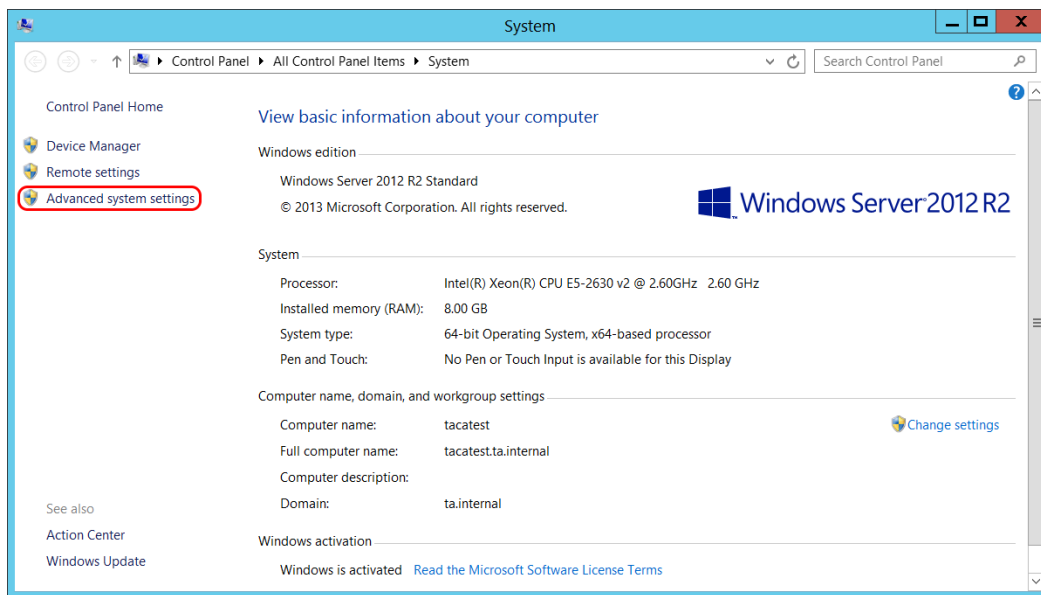 System
Control Panel All Control Panel Items System
Search Control Panel
Control Panel Home
Device Manager
Remote settings
Advanced system settings
View basic information about your computer
Windows edition
Windows Server 2012 R2 Standard
© 2013 Microsoft Corporation. All rights reserved.
Windows Server 2012 R2
System
Processor: Intel(R) Xeon(R) CPU E5-2630 v2 @ 2.60GHz 2.60 GHz
Installed memory (RAM): 8.00 GB
System type: 64-bit Operating System, x64-based processor
Pen and Touch: No Pen or Touch Input is available for this Display
Computer name, domain, and workgroup settings
Computer name: tacatest
Change settings
Full computer name: tacatest.ta.internal
Computer description:
Domain: ta.internal
Windows activation
Windows is activated Read the Microsoft Software License Terms
See also
Action Center
Windows Update